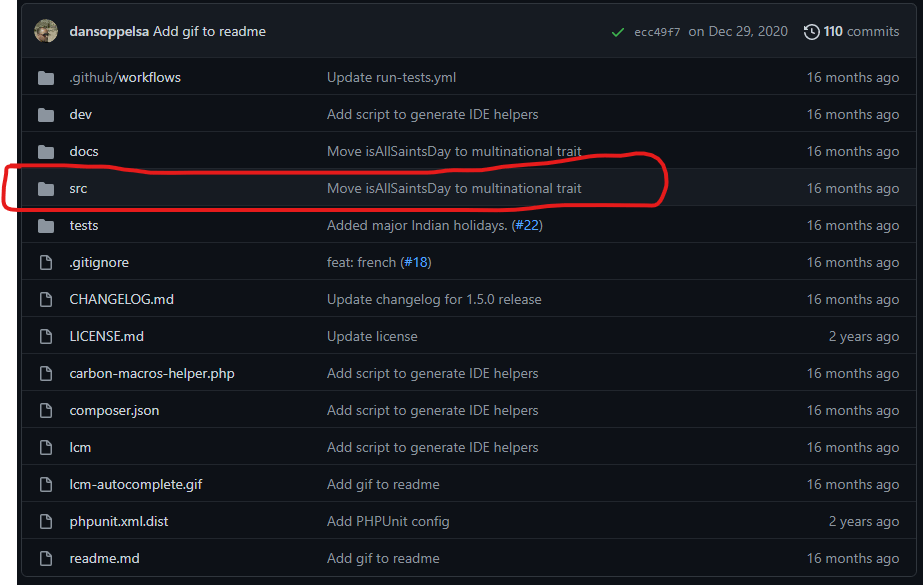 dansoppelsa Add gif to readme ecc49f7 on Dec 29, 2020 110 commits
.github/workflows Update run-tests.yml 16 months ago
dev Add script to generate IDE helpers 16 months ago
docs Move isAllSaintsDay to multinational trait 16 months ago
src Move isAllSaintsDay to multinational trait 16 months ago
tests Added major Indian holidays. (#22) 16 months ago
.gitignore feat: french (#18) 16 months ago
CHANGELOG.md Update changelog for 1.5.0 release 16 months ago
LICENSE.md Update license 2 years ago
carbon-macros-helper.php Add script to generate IDE helpers 16 months ago
composer.json Add script to generate IDE helpers 16 months ago
lcm Add script to generate IDE helpers 16 months ago
lcm-autocomplete.gif Add gif to readme 16 months ago
phpunit.xml.dist Add PHPUnit config 2 years ago
readme.md Add gif to readme 16 months ago